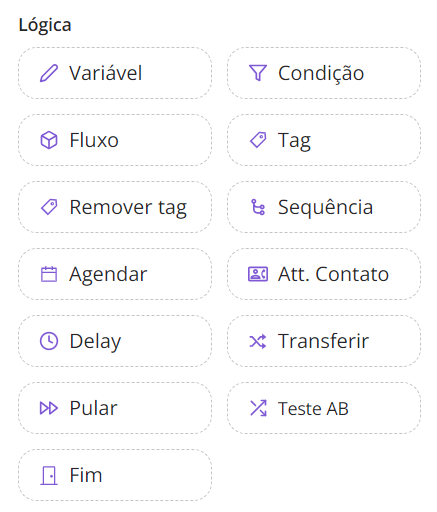 Lógica
Variável
Condição
Fluxo
Tag
Remover tag
Sequência
Agendar
Att. Contato
Delay
Transferir
Pular
Teste AB
Fim